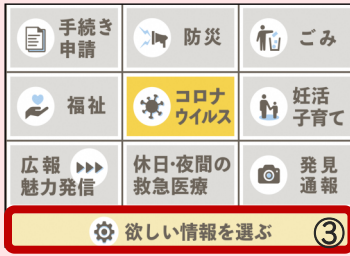 手続き
申請
防災
ごみ
福祉
コロナ
ウイルス
妊活
子育て
広報
魅力発信
休日・夜間の
救急医療
発見
通報
欲しい情報を選ぶ ③